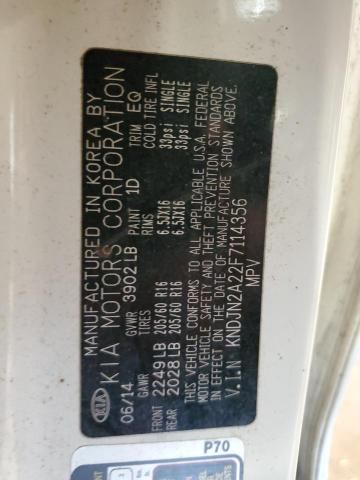 MANUFACTURED IN KOREA BY
KIA KIA MOTORS CORPORATION
06/14 GVWR 3902LB PAINT 1D TRIM EQ
GAWR TIRES RIMS COLD TIRE INFL
FRONT 2249LB 205/60 R16 6.5JX16 33psi SINGLE
REAR 2028LB 205/60 R16 6.5JX16 33psi SINGLE
THIS VEHICLE CONFORMS TO ALL APPLICABLE U.S.A. FEDERAL
MOTOR VEHICLE SAFETY AND THEFT PREVENTION STANDARDS
IN EFFECT ON THE DATE OF MANUFACTURE SHOWN ABOVE.
V.I.N KNDJN2A22F7114356
MPV
P70